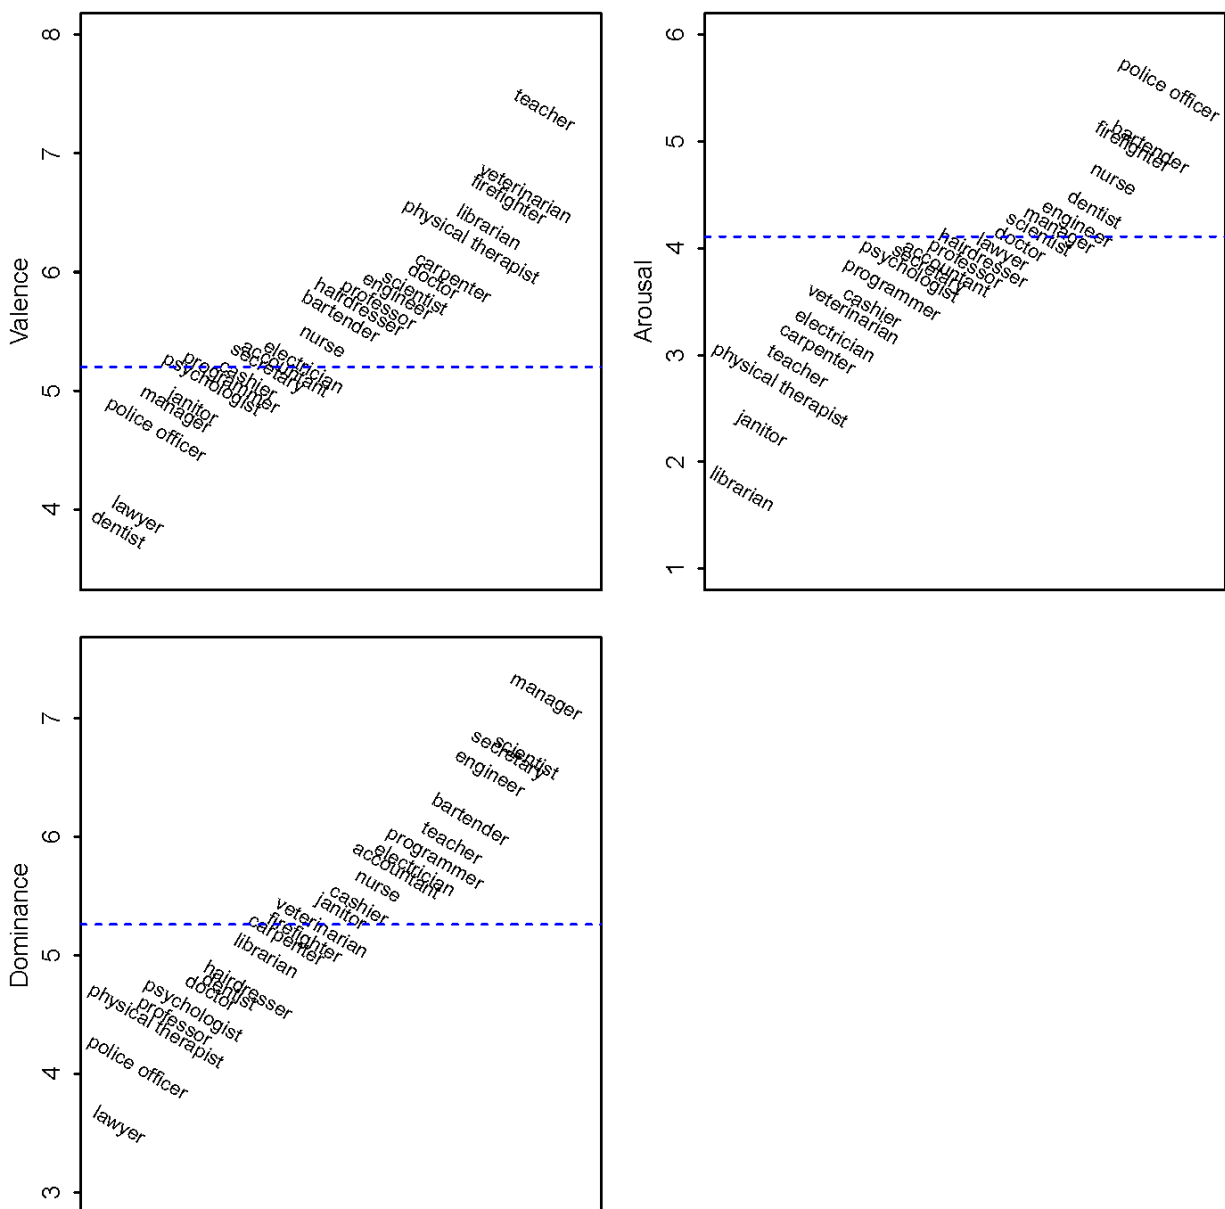 Valence
8
7
6
5
4
teacher
veterinarian
firefighter
librarian
physical therapist
carpenter
doctor
scientist
engineer
professor
hairdresser
bartender
nurse
electrician
accountant
secretary
cashier
programmer
psychologist
janitor
manager
police officer
lawyer
dentist
Arousal
6
5
4
3
2
1
police officer
bartender
firefighter
nurse
dentist
engineer
manager
scientist
doctor
lawyer
hairdresser
professor
accountant
secretary
psychologist
programmer
cashier
veterinarian
electrician
carpenter
teacher
physical therapist
janitor
librarian
Dominance
7
6
5
4
3
manager
scientist
secretary
engineer
bartender
teacher
programmer
electrician
accountant
nurse
cashier
janitor
veterinarian
firefighter
carpenter
librarian
hairdresser
dentist
doctor
psychologist
professor
physical therapist
police officer
lawyer